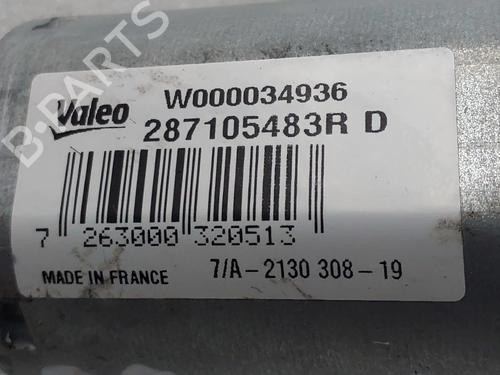 B-PARTS
Valeo
W000034936
287105483R D
7 263000 320513
MADE IN FRANCE
7/A-2130 308-19